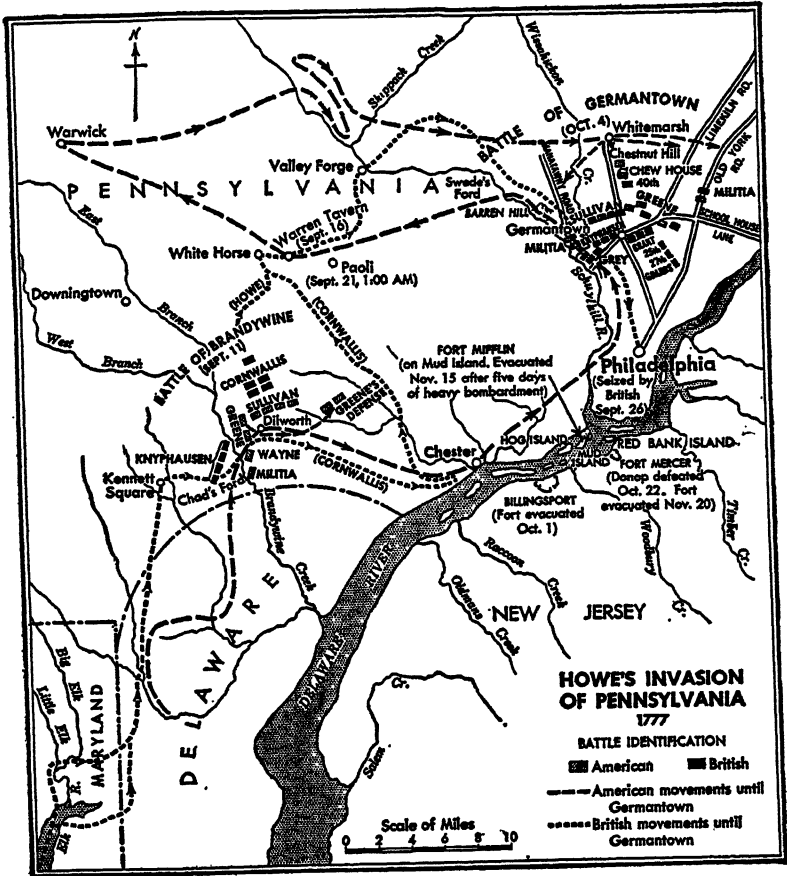 N
Skippack Creek
Wissahickon
Cr.
BATTLE OF GERMANTOWN
(OCT. 4)
Warwick
Whitemarsh
Chestnut Hill
CHEW HOUSE
40th
LIMEKILN RD.
OLD YORK RD.
MILITIA
Valley Forge
PENNSYLVANIA
Swede's
Ford
BARREN HILL
SULLIVAN
GREENE
SCHOOL HOUSE
LANE
Germantown
MILITIA
GREY
GRANT
Schuylkill R.
East
Branch
Warren Tavern
(Sept. 16)
White Horse
Paoli
(Sept. 21, 1:00 AM)
(HOWE)
(CORNWALLIS)
Downingtown
West
Branch
BATTLE OF BRANDYWINE
(SEPT. 11)
CORNWALLIS
SULLIVAN
GREENE
GREENE'S
DEFENSE
Dilworth
FORT MIFFLIN
(on Mud Island. Evacuated
Nov. 15 after five days
of heavy bombardment)
Philadelphia
(Seized by
British
Sept. 26)
KNYPHAUSEN
WAYNE
MILITIA
(CORNWALLIS)
Chester
HOG ISLAND
MUD
ISLAND
RED BANK ISLAND
FORT MERCER
(Donop defeated
Oct. 22. Fort
evacuated Nov. 20)
Kennett
Square
Chad's Ford
Brandywine
Creek
BILLINGSPORT
(Fort evacuated
Oct. 1)
Timber Cr.
Woodbury Cr.
Raccoon
Creek
Oldmans
Creek
DELAWARE RIVER
NEW JERSEY
DELAWARE
Big Elk
Little Elk
MARYLAND
Elk R.
Salem Cr.
HOWE'S INVASION
OF PENNSYLVANIA
1777
BATTLE IDENTIFICATION
American British
American movements until
Germantown
British movements until
Germantown
Scale of Miles
0 2 4 6 8 10